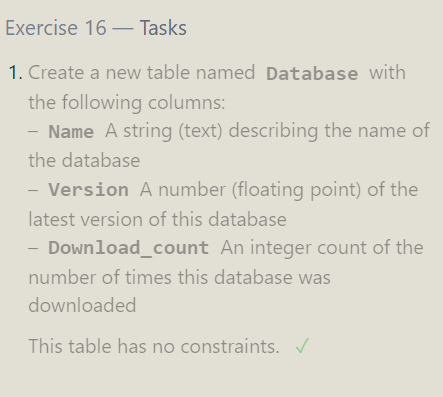 Exercise 16 — Tasks
1. Create a new table named Database with
the following columns:
– Name A string (text) describing the name of
the database
– Version A number (floating point) of the
latest version of this database
– Download_count An integer count of the
number of times this database was
downloaded
This table has no constraints. ✓